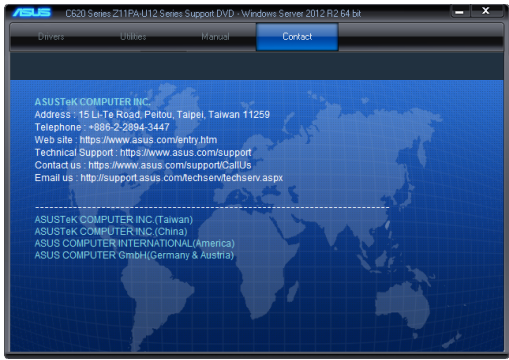 ASUS C620 Series Z11PA-U12 Series Support DVD - Windows Server 2012 R2 64 bit
Drivers Utilities Manual Contact
ASUSTeK COMPUTER INC.
Address : 15 Li-Te Road, Peitou, Taipei, Taiwan 11259
Telephone : +886-2-2894-3447
Web site : https://www.asus.com/entry.htm
Technical Support : https://www.asus.com/support
Contact us : https://www.asus.com/support/CallUs
Email us : http://support.asus.com/techserv/techserv.aspx
ASUSTeK COMPUTER INC.(Taiwan)
ASUSTeK COMPUTER INC.(China)
ASUS COMPUTER INTERNATIONAL(America)
ASUS COMPUTER GmbH(Germany & Austria)